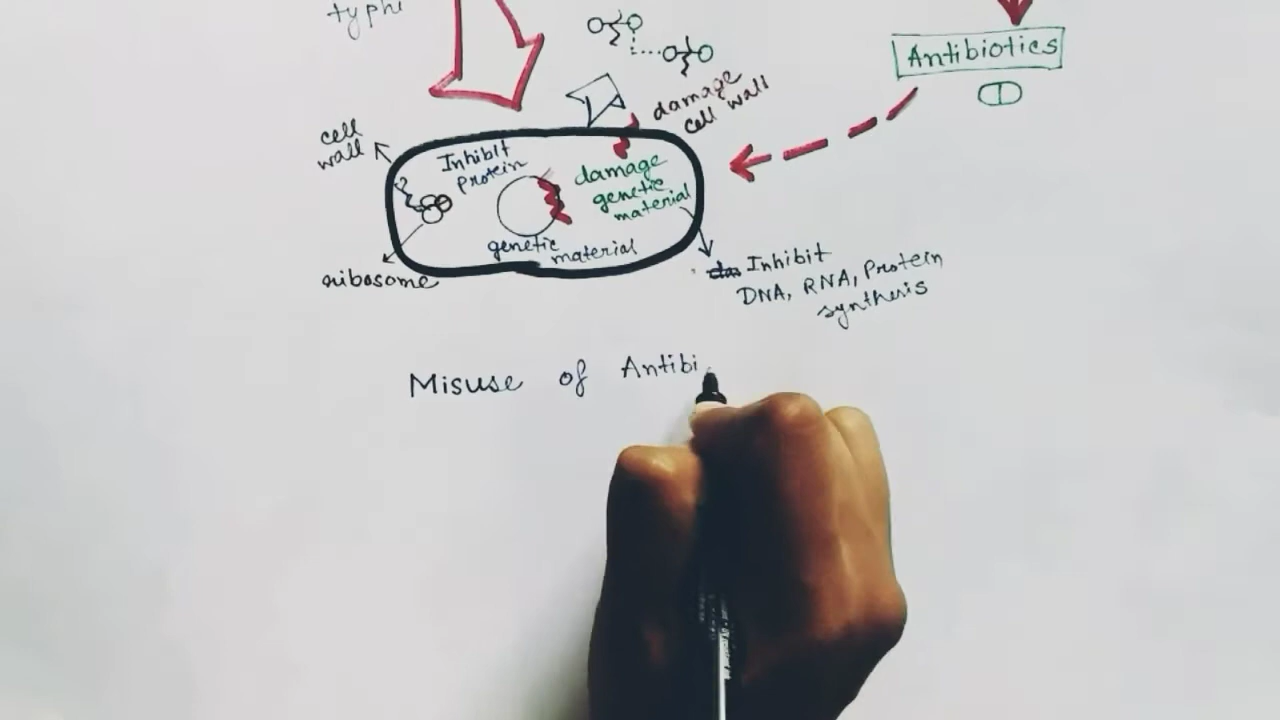 typhi
Antibiotics
damage
cell wall
cell
wall
Inhibit
protein
damage
genetic
material
genetic material
ribosome
Inhibit
DNA, RNA, Protein
synthesis
Misuse of Antibi